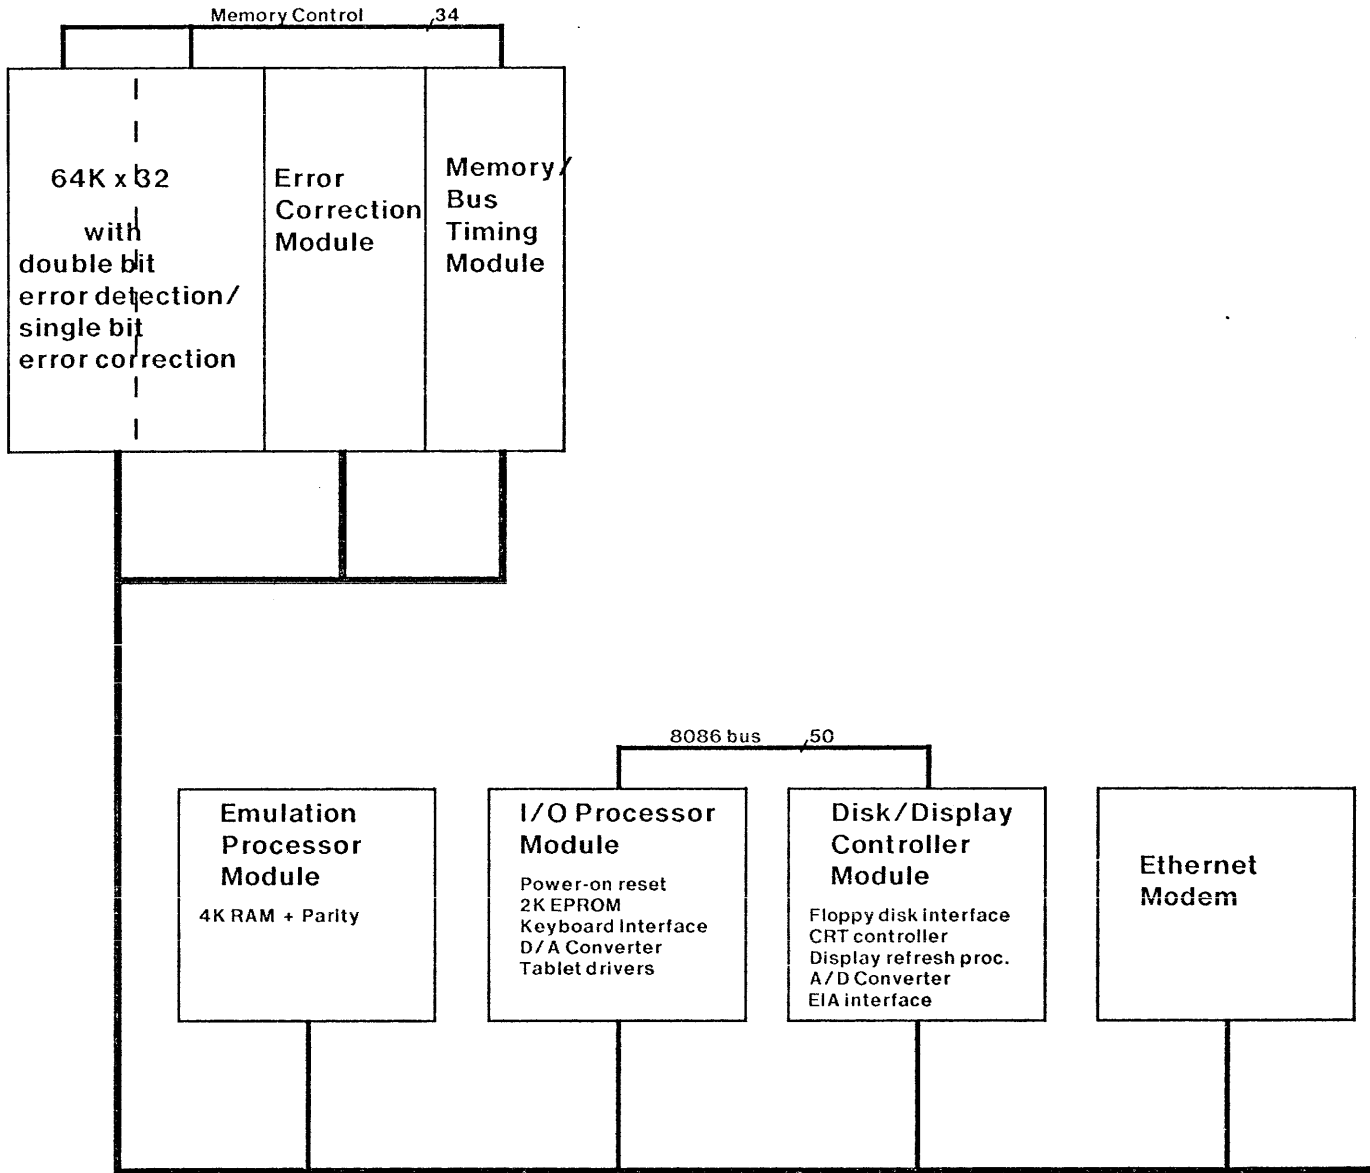 Memory Control 34
64K x 32
with
double bit
error detection/
single bit
error correction
Error
Correction
Module
Memory/
Bus
Timing
Module
8086 bus 50
Emulation
Processor
Module
4K RAM + Parity
I/O Processor
Module
Power-on reset
2K EPROM
Keyboard Interface
D/A Converter
Tablet drivers
Disk/Display
Controller
Module
Floppy disk interface
CRT controller
Display refresh proc.
A/D Converter
EIA interface
Ethernet
Modem